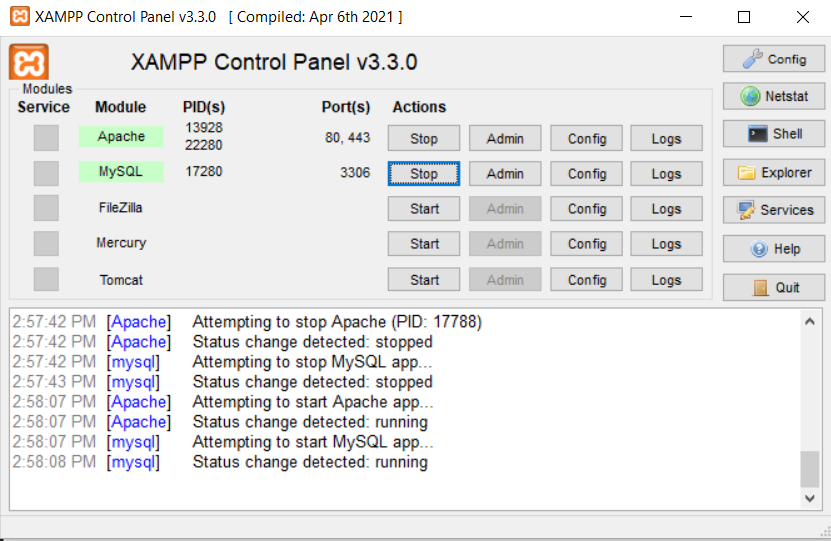 XAMPP Control Panel v3.3.0 [ Compiled: Apr 6th 2021 ]
XAMPP Control Panel v3.3.0
Config
Modules
Service Module PID(s) Port(s) Actions
Netstat
Apache 13928 22280 80, 443 Stop Admin Config Logs
Shell
MySQL 17280 3306 Stop Admin Config Logs
Explorer
FileZilla Start Admin Config Logs
Services
Mercury Start Admin Config Logs
Help
Tomcat Start Admin Config Logs
Quit
2:57:42 PM [Apache] Attempting to stop Apache (PID: 17788)
2:57:42 PM [Apache] Status change detected: stopped
2:57:42 PM [mysql] Attempting to stop MySQL app...
2:57:43 PM [mysql] Status change detected: stopped
2:58:07 PM [Apache] Attempting to start Apache app...
2:58:07 PM [Apache] Status change detected: running
2:58:07 PM [mysql] Attempting to start MySQL app...
2:58:08 PM [mysql] Status change detected: running